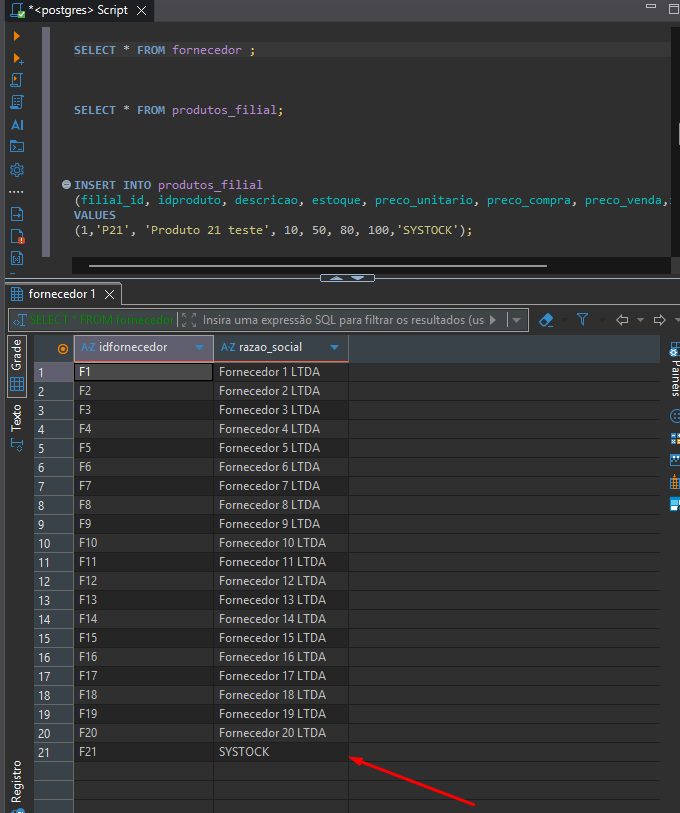 *<postgres> Script
SELECT * FROM fornecedor ;
SELECT * FROM produtos_filial;
AI
INSERT INTO produtos_filial
(filial_id, idproduto, descricao, estoque, preco_unitario, preco_compra, preco_venda,
VALUES
(1,'P21', 'Produto 21 teste', 10, 50, 80, 100,'SYSTOCK');
fornecedor 1
SELECT * FROM fornecedor Insira uma expressão SQL para filtrar os resultados (us
Grade
Texto
Registro
Painéis
A-Z idfornecedor A-Z razao_social
1 F1 Fornecedor 1 LTDA
2 F2 Fornecedor 2 LTDA
3 F3 Fornecedor 3 LTDA
4 F4 Fornecedor 4 LTDA
5 F5 Fornecedor 5 LTDA
6 F6 Fornecedor 6 LTDA
7 F7 Fornecedor 7 LTDA
8 F8 Fornecedor 8 LTDA
9 F9 Fornecedor 9 LTDA
10 F10 Fornecedor 10 LTDA
11 F11 Fornecedor 11 LTDA
12 F12 Fornecedor 12 LTDA
13 F13 Fornecedor 13 LTDA
14 F14 Fornecedor 14 LTDA
15 F15 Fornecedor 15 LTDA
16 F16 Fornecedor 16 LTDA
17 F17 Fornecedor 17 LTDA
18 F18 Fornecedor 18 LTDA
19 F19 Fornecedor 19 LTDA
20 F20 Fornecedor 20 LTDA
21 F21 SYSTOCK